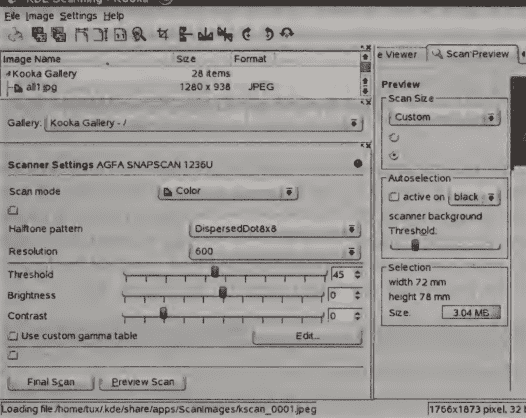 KDE Scanning - Kooka
File Image Settings Help
Image Name Size Format
Kooka Gallery 28 items
all1.jpg 1280 x 938 JPEG
Gallery: Kooka Gallery - /
Scanner Settings AGFA SNAPSCAN 1236U
Scan mode Color
Halftone pattern DispersedDot8x8
Resolution 600
Threshold 45
Brightness 0
Contrast 0
Use custom gamma table Edit...
Final Scan Preview Scan
e Viewer Scan Preview
Preview
Scan Size
Custom
Autoselection
active on black
scanner background
Threshold:
Selection
width 72 mm
height 78 mm
Size: 3.04 MB
Loading file /home/tux/.kde/share/apps/ScanImages/kscan_0001.jpeg 1766x1873 pixel, 32